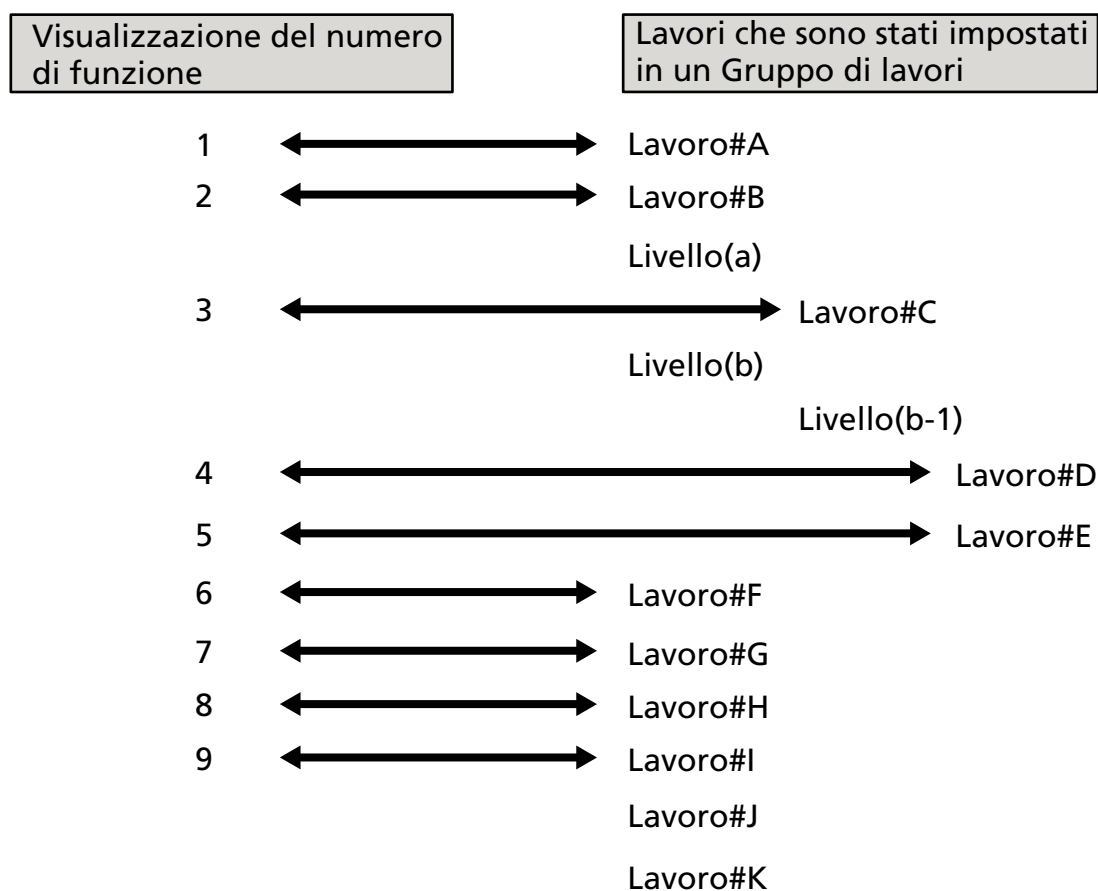 Visualizzazione del numero
di funzione
Lavori che sono stati impostati
in un Gruppo di lavori
1 Lavoro#A
2 Lavoro#B
Livello(a)
3 Lavoro#C
Livello(b)
Livello(b-1)
4 Lavoro#D
5 Lavoro#E
6 Lavoro#F
7 Lavoro#G
8 Lavoro#H
9 Lavoro#I
Lavoro#J
Lavoro#K